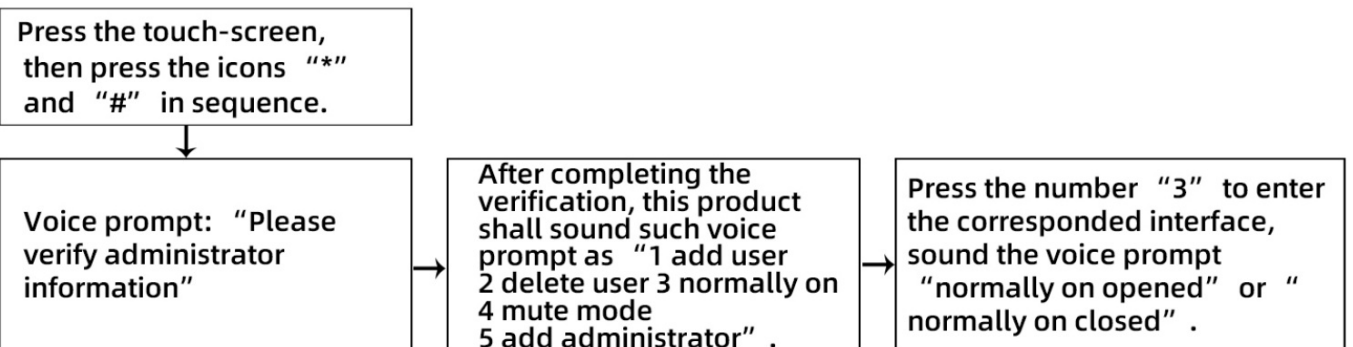 Press the touch-screen,
then press the icons “*”
and “#” in sequence.
Voice prompt: “Please
verify administrator
information”
After completing the
verification, this product
shall sound such voice
prompt as “1 add user
2 delete user 3 normally on
4 mute mode
5 add administrator” .
Press the number “3” to enter
the corresponded interface,
sound the voice prompt
“normally on opened” or “
normally on closed” .